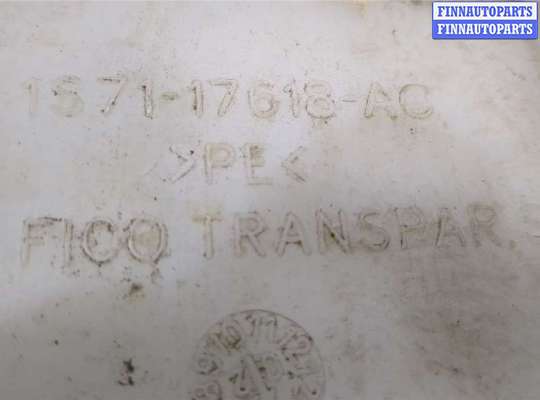 FINNAUTOPARTS
FINNAUTOPARTS
1S71-17618-AC
>PE<
FICO TRANSPAR